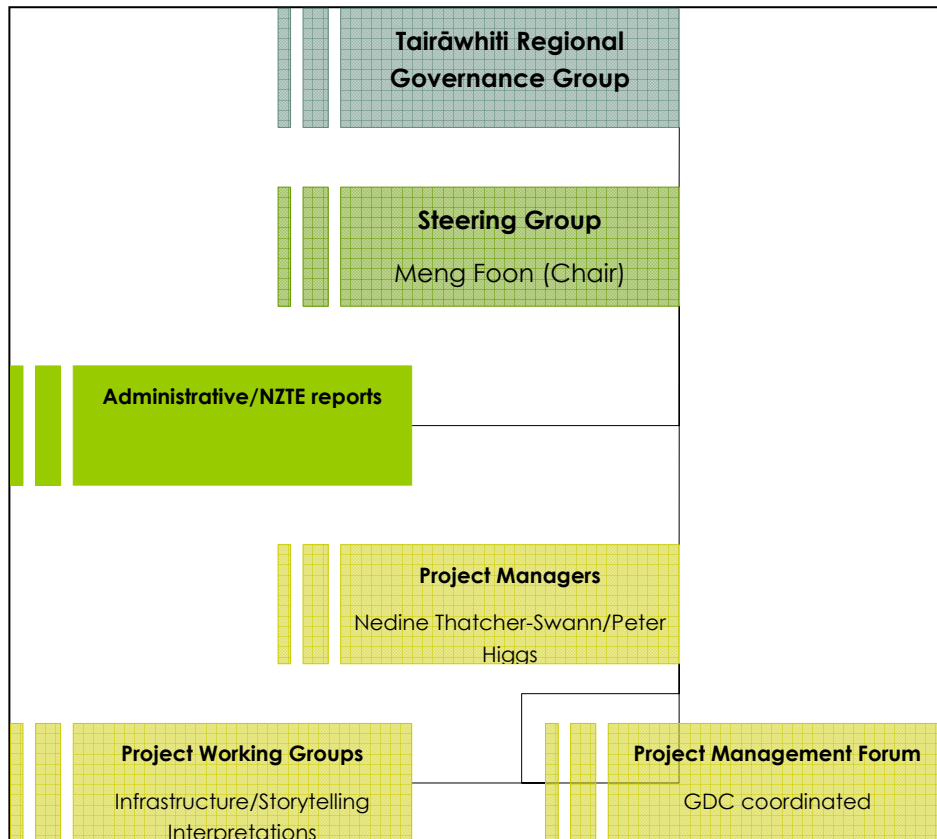 Tairāwhiti Regional
Governance Group
Steering Group
Meng Foon (Chair)
Administrative/NZTE reports
Project Managers
Nedine Thatcher-Swann/Peter
Higgs
Project Working Groups
Infrastructure/Storytelling
Interpretations
Project Management Forum
GDC coordinated